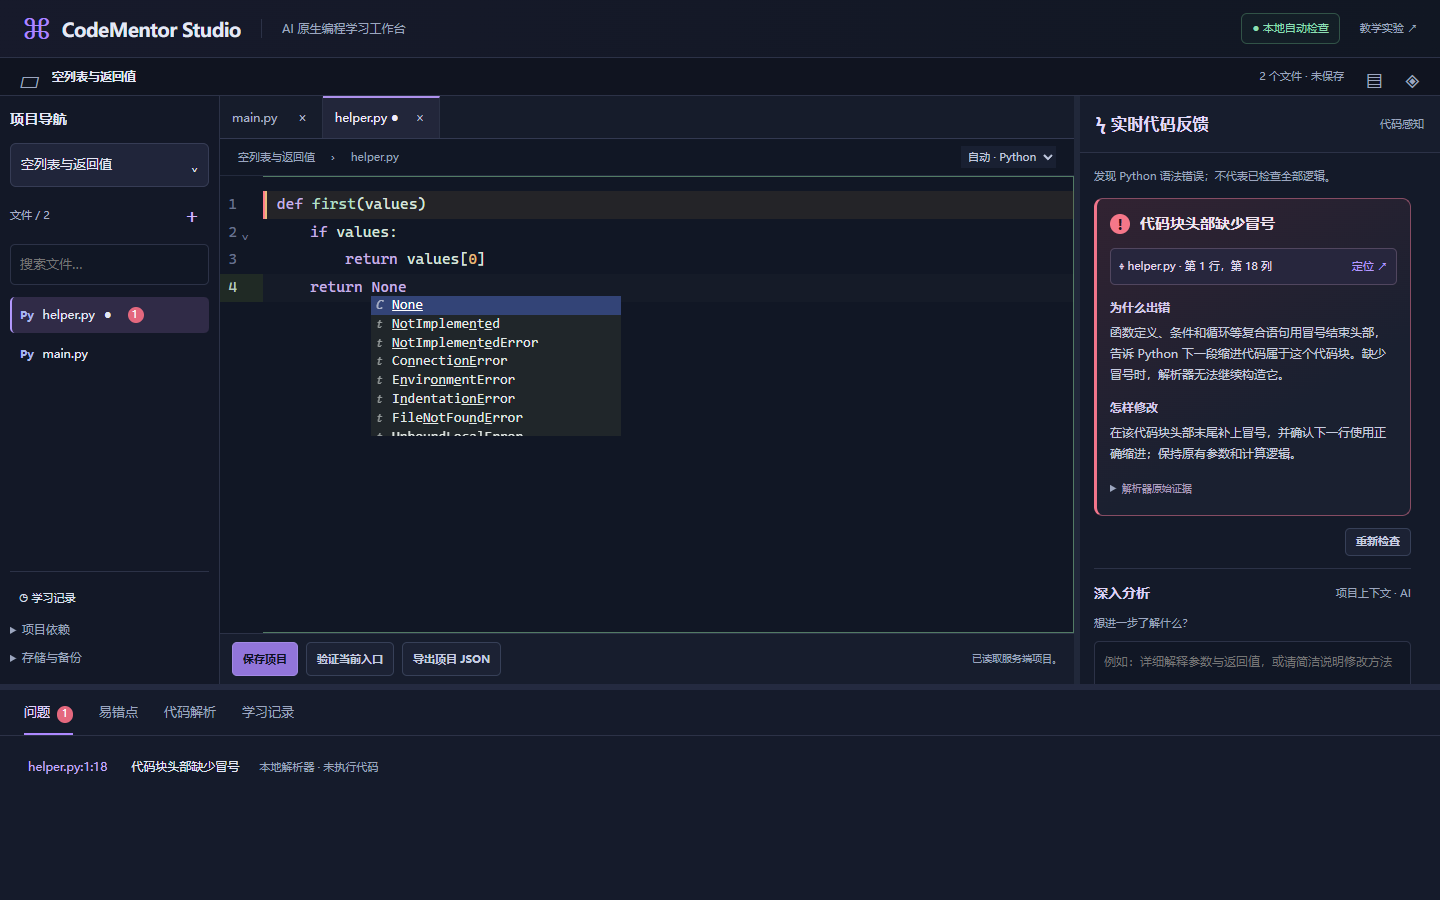 CodeMentor Studio
AI 原生编程学习工作台
本地自动检查
教学实验 ↗
空列表与返回值
2 个文件 · 未保存
项目导航
空列表与返回值
文件 / 2
+
搜索文件...
Py helper.py ● 1
Py main.py
学习记录
▶ 项目依赖
▶ 存储与备份
main.py ×
helper.py ● ×
空列表与返回值 › helper.py
自动 · Python
1 def first(values)
2 if values:
3 return values[0]
4 return None
C None
t NotImplemented
t NotImplementedError
t ConnectionError
t EnvironmentError
t IndentationError
t FileNotFoundError
t UnboundLocalError
保存项目
验证当前入口
导出项目 JSON
已读取服务端项目。
实时代码反馈
代码感知
发现 Python 语法错误；不代表已检查全部逻辑。
! 代码块头部缺少冒号
helper.py · 第 1 行，第 18 列
定位 ↗
为什么出错
函数定义、条件和循环等复合语句用冒号结束头部，
告诉 Python 下一段缩进代码属于这个代码块。缺少
冒号时，解析器无法继续构造它。
怎样修改
在该代码块头部末尾补上冒号，并确认下一行使用正
确缩进；保持原有参数和计算逻辑。
▶ 解析器原始证据
重新检查
深入分析
项目上下文 · AI
想进一步了解什么？
例如：详细解释参数与返回值，或请简洁说明修改方法
问题 1
易错点
代码解析
学习记录
helper.py:1:18
代码块头部缺少冒号
本地解析器 · 未执行代码